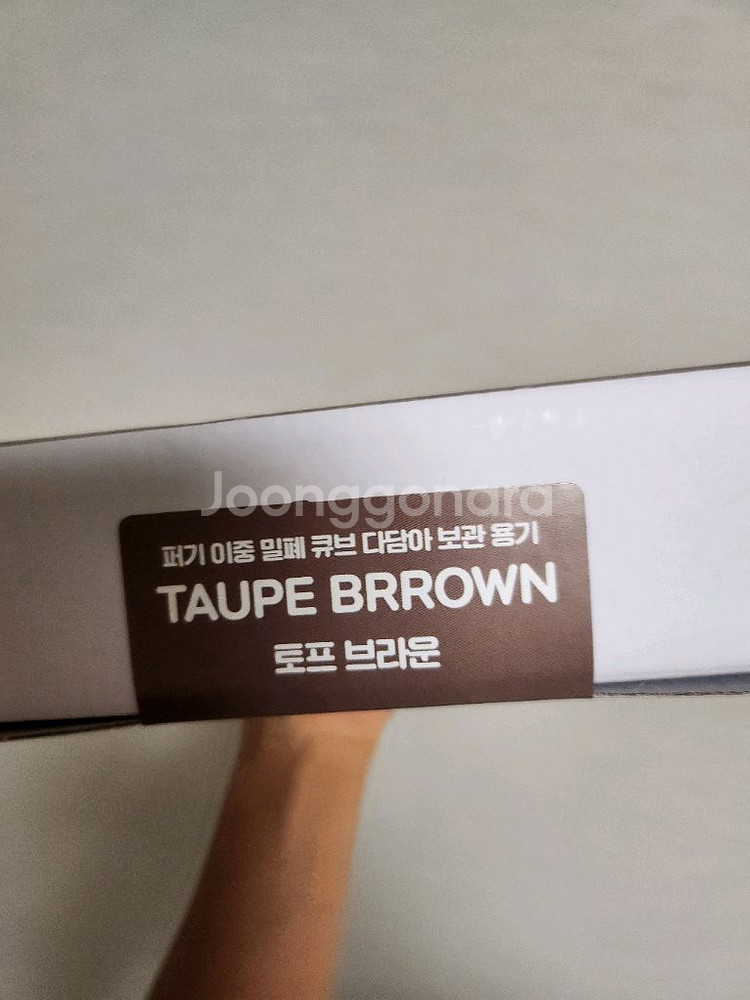 Joonggonara
퍼기 이중 밀폐 큐브 다담아 보관 용기
TAUPE BRROWN
토프 브라운